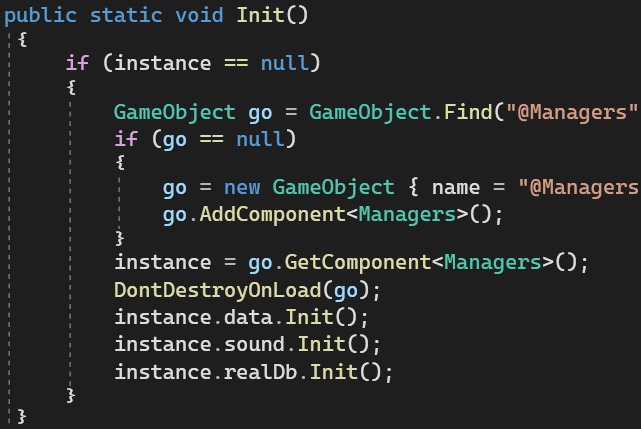 public static void Init()
{
if (instance == null)
{
GameObject go = GameObject.Find("@Managers"
if (go == null)
{
go = new GameObject { name = "@Managers
go.AddComponent<Managers>();
}
instance = go.GetComponent<Managers>();
DontDestroyOnLoad(go);
instance.data.Init();
instance.sound.Init();
instance.realDb.Init();
}
}